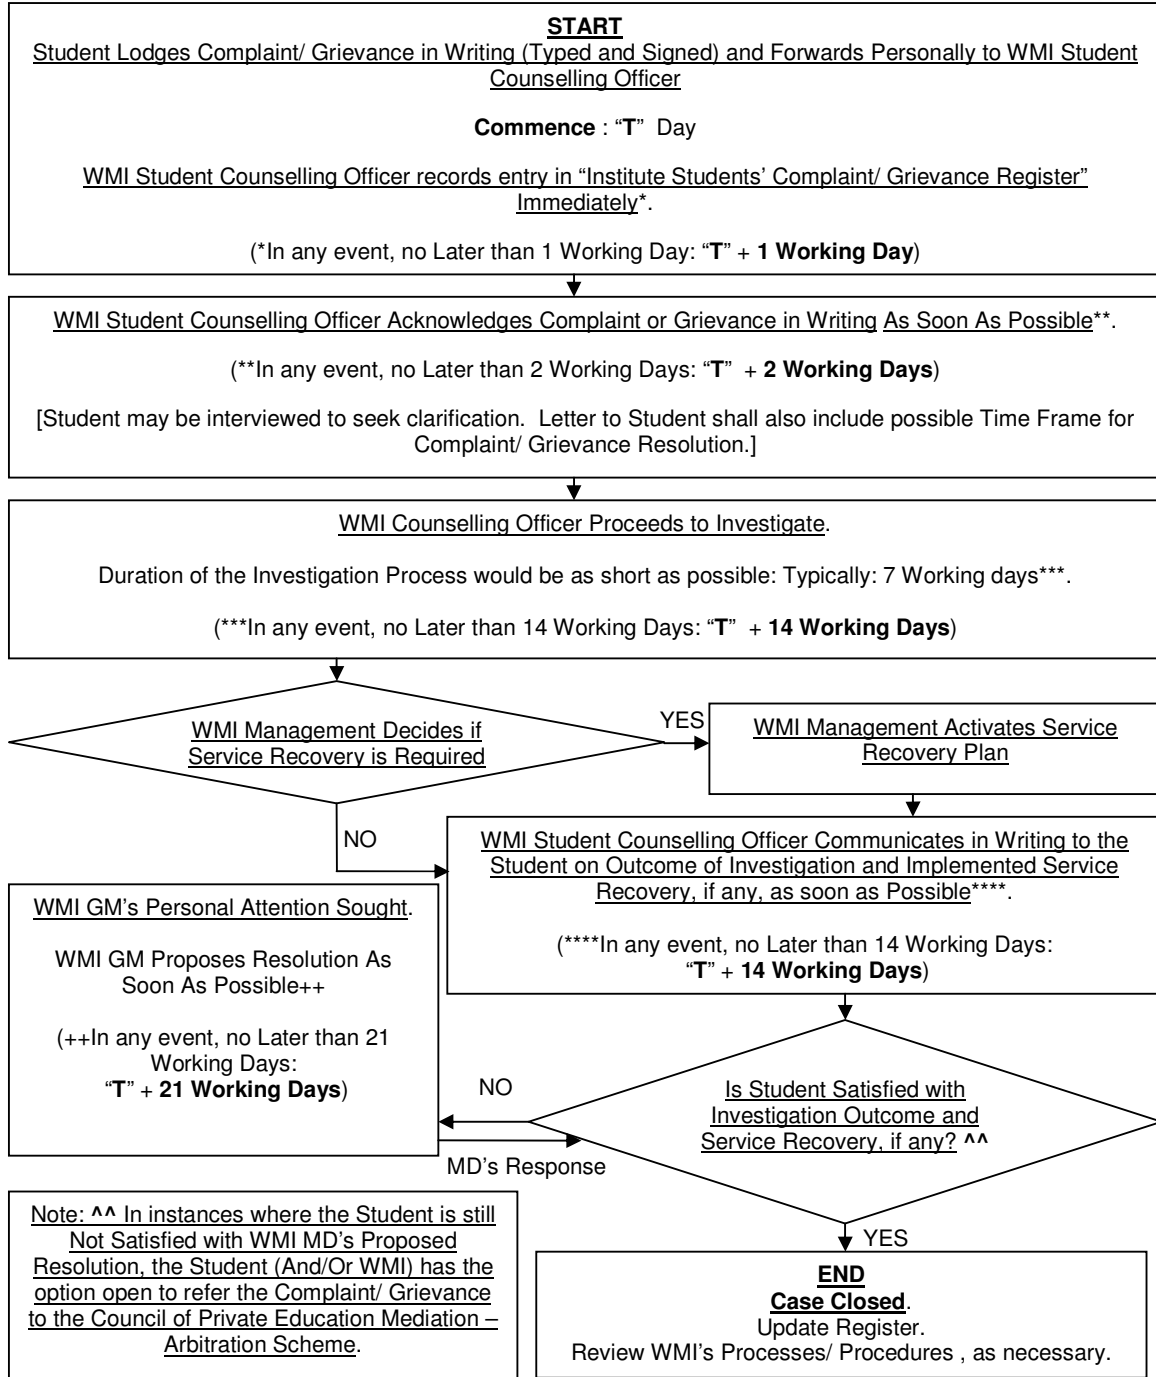 START
Student Lodges Complaint/ Grievance in Writing (Typed and Signed) and Forwards Personally to WMI Student
Counselling Officer
Commence : “T” Day
WMI Student Counselling Officer records entry in “Institute Students’ Complaint/ Grievance Register”
Immediately*.
(*In any event, no Later than 1 Working Day: “T” + 1 Working Day)
WMI Student Counselling Officer Acknowledges Complaint or Grievance in Writing As Soon As Possible**.
(**In any event, no Later than 2 Working Days: “T” + 2 Working Days)
[Student may be interviewed to seek clarification. Letter to Student shall also include possible Time Frame for
Complaint/ Grievance Resolution.]
WMI Counselling Officer Proceeds to Investigate.
Duration of the Investigation Process would be as short as possible: Typically: 7 Working days***.
(***In any event, no Later than 14 Working Days: “T” + 14 Working Days)
WMI Management Decides if
Service Recovery is Required
YES
WMI Management Activates Service
Recovery Plan
NO
WMI Student Counselling Officer Communicates in Writing to the
Student on Outcome of Investigation and Implemented Service
Recovery, if any, as soon as Possible****.
(****In any event, no Later than 14 Working Days:
“T” + 14 Working Days)
WMI GM’s Personal Attention Sought.
WMI GM Proposes Resolution As
Soon As Possible++
(++In any event, no Later than 21
Working Days:
“T” + 21 Working Days)
NO
Is Student Satisfied with
Investigation Outcome and
Service Recovery, if any? ^^
MD’s Response
YES
Note: ^^ In instances where the Student is still
Not Satisfied with WMI MD’s Proposed
Resolution, the Student (And/Or WMI) has the
option open to refer the Complaint/ Grievance
to the Council of Private Education Mediation –
Arbitration Scheme.
END
Case Closed.
Update Register.
Review WMI’s Processes/ Procedures , as necessary.